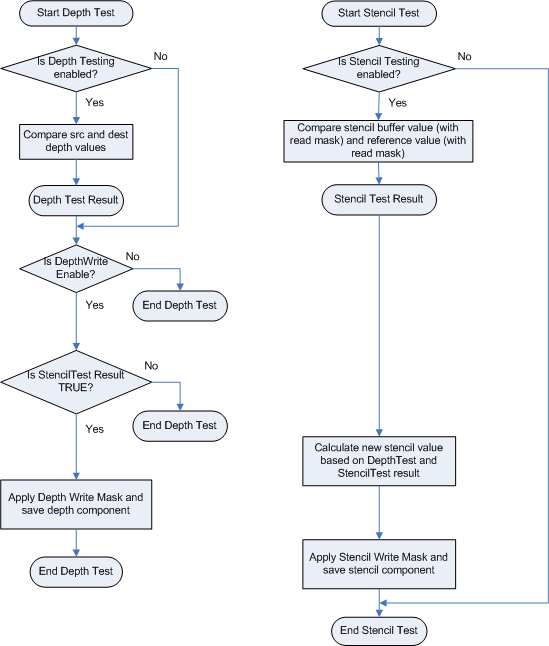 Start Depth Test
Is Depth Testing
enabled?
No
Yes
Compare src and dest
depth values
Depth Test Result
Is DepthWrite
Enable?
No
End Depth Test
Yes
Is StencilTest Result
TRUE?
No
End Depth Test
Yes
Apply Depth Write Mask and
save depth component
End Depth Test
Start Stencil Test
Is Stencil Testing
enabled?
No
Yes
Compare stencil buffer value (with
read mask) and reference value (with
read mask)
Stencil Test Result
Calculate new stencil value
based on DepthTest and
StencilTest result
Apply Stencil Write Mask and
save stencil component
End Stencil Test